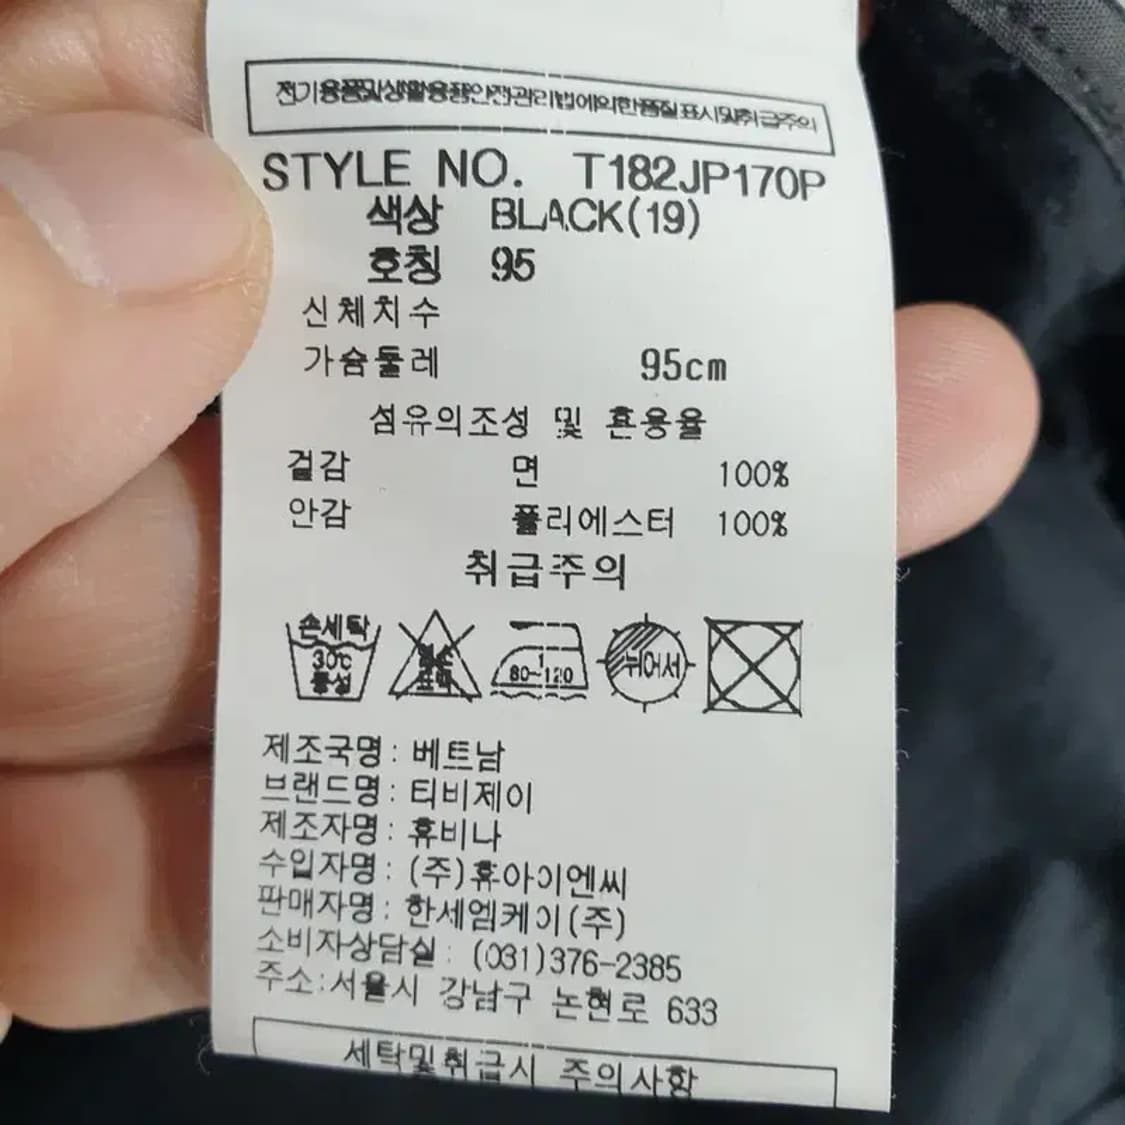 전기용품및생활용품안전관리법에의한품질표시및취급주의
STYLE NO. T182JP170P
색상 BLACK(19)
호칭 95
신체치수
가슴둘레 95cm
섬유의조성 및 혼용율
겉감 면 100%
안감 폴리에스터 100%
취급주의
손세탁
30℃
중성
80~120
뉘어서
제조국명: 베트남
브랜드명: 티비제이
제조자명: 휴비나
수입자명: (주)휴아이엔씨
판매자명: 한세엠케이(주)
소비자상담실: (031)376-2385
주소:서울시 강남구 논현로 633
세탁및취급시 주의사항